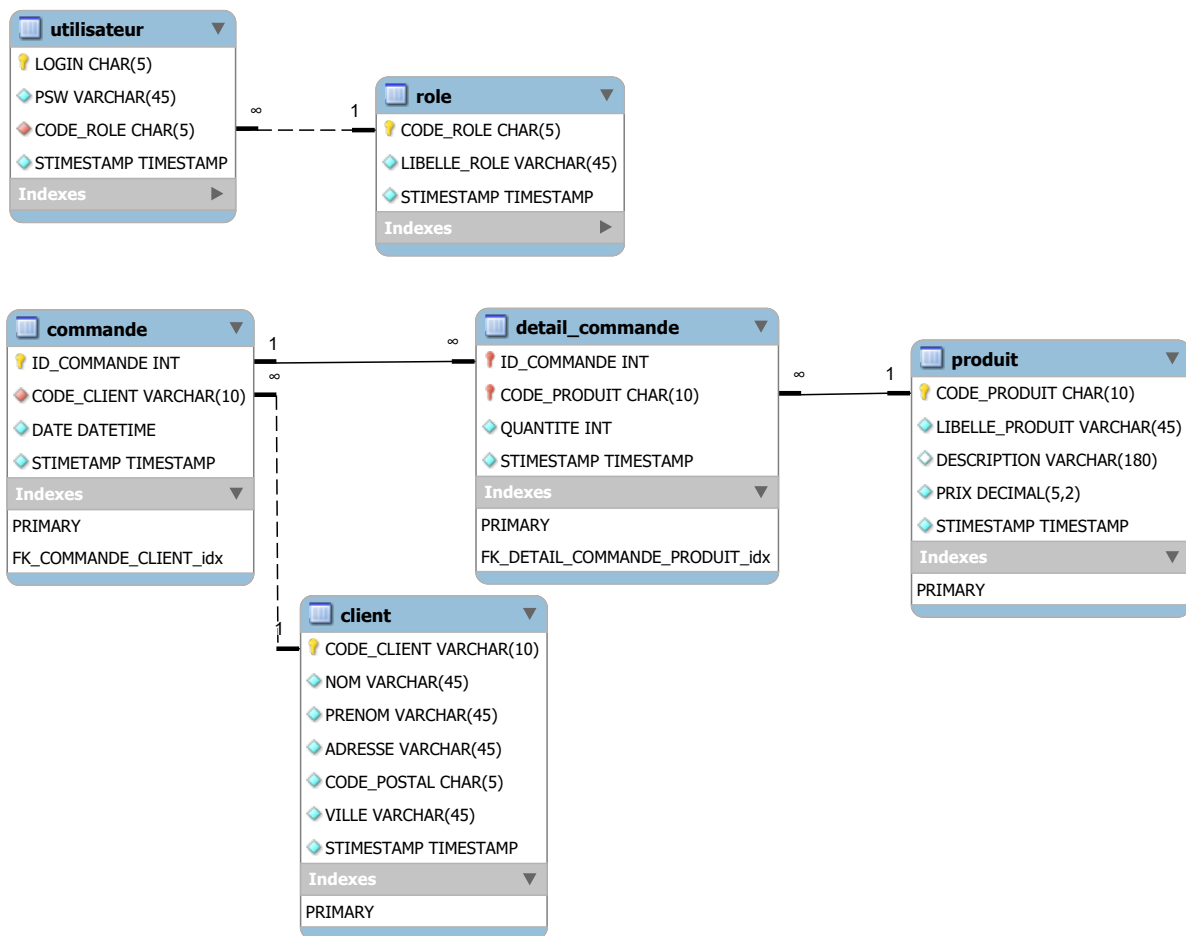 utilisateur
LOGIN CHAR(5)
PSW VARCHAR(45)
CODE_ROLE CHAR(5)
STIMESTAMP TIMESTAMP
Indexes
∞
1
role
CODE_ROLE CHAR(5)
LIBELLE_ROLE VARCHAR(45)
STIMESTAMP TIMESTAMP
Indexes
commande
ID_COMMANDE INT
CODE_CLIENT VARCHAR(10)
DATE DATETIME
STIMETAMP TIMESTAMP
Indexes
PRIMARY
FK_COMMANDE_CLIENT_idx
1
∞
∞
1
detail_commande
ID_COMMANDE INT
CODE_PRODUIT CHAR(10)
QUANTITE INT
STIMESTAMP TIMESTAMP
Indexes
PRIMARY
FK_DETAIL_COMMANDE_PRODUIT_idx
∞
1
produit
CODE_PRODUIT CHAR(10)
LIBELLE_PRODUIT VARCHAR(45)
DESCRIPTION VARCHAR(180)
PRIX DECIMAL(5,2)
STIMESTAMP TIMESTAMP
Indexes
PRIMARY
client
CODE_CLIENT VARCHAR(10)
NOM VARCHAR(45)
PRENOM VARCHAR(45)
ADRESSE VARCHAR(45)
CODE_POSTAL CHAR(5)
VILLE VARCHAR(45)
STIMESTAMP TIMESTAMP
Indexes
PRIMARY